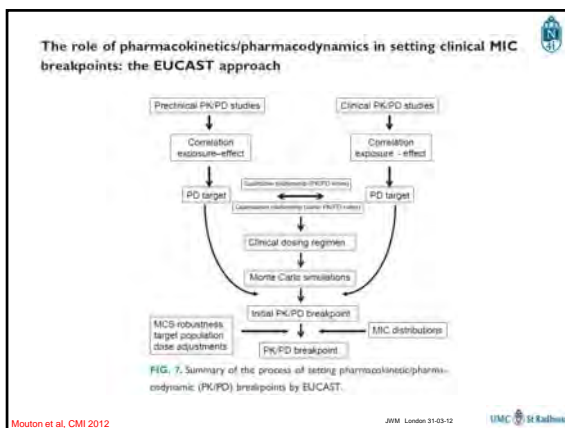 The role of pharmacokinetics/pharmacodynamics in setting clinical MIC
breakpoints: the EUCAST approach
Preclinical PK/PD studies
Clinical PK/PD studies
Correlation
exposure–effect
Correlation
exposure - effect
PD target
PD target
Clinical dosing regimen
Monte Carlo simulations
Initial PK/PD breakpoint
MCS robustness
target population
dose adjustments
MIC distributions
PK/PD breakpoint
FIG. 7. Summary of the process of setting pharmacokinetic/pharma-
codynamic (PK/PD) breakpoints by EUCAST.
Mouton et al, CMI 2012
JWM London 31-03-12
UMC St Radboud